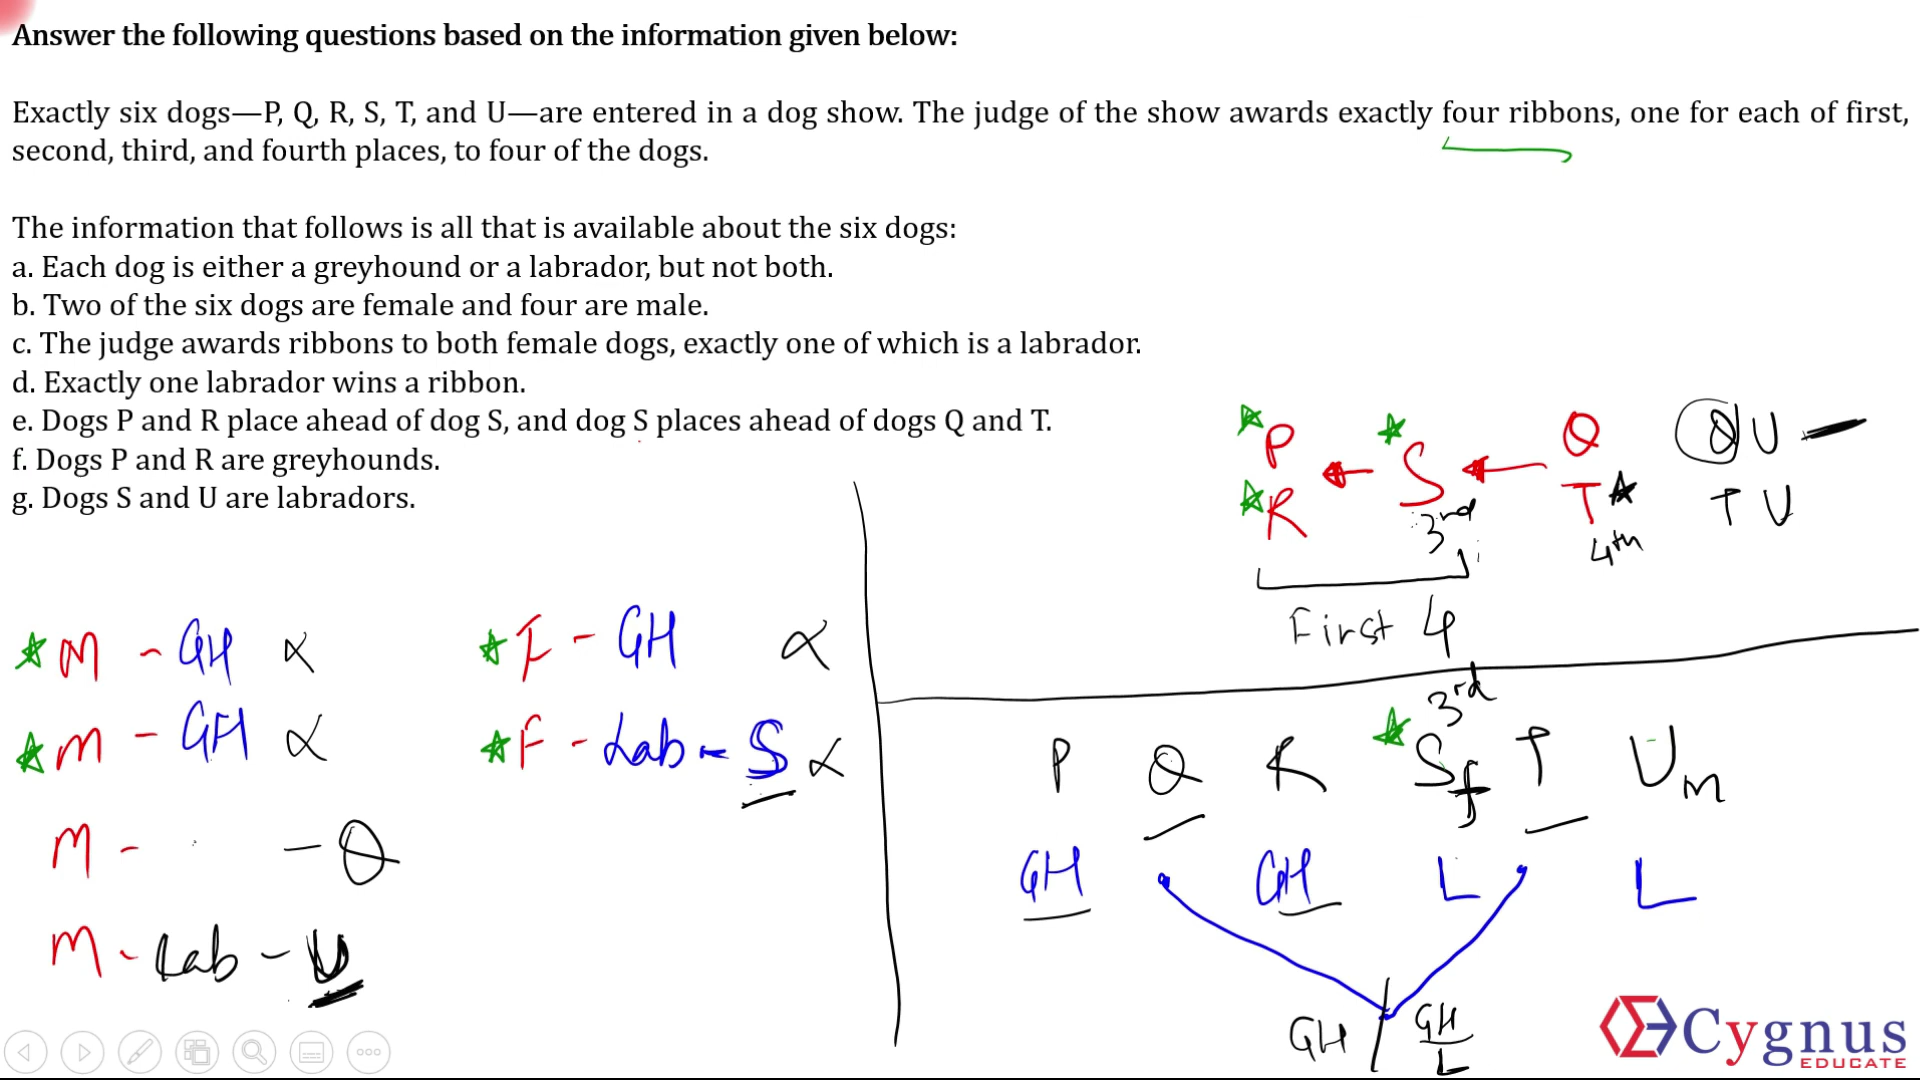 Answer the following questions based on the information given below:
Exactly six dogs—P, Q, R, S, T, and U—are entered in a dog show. The judge of the show awards exactly four ribbons, one for each of first,
second, third, and fourth places, to four of the dogs.
The information that follows is all that is available about the six dogs:
a. Each dog is either a greyhound or a labrador, but not both.
b. Two of the six dogs are female and four are male.
c. The judge awards ribbons to both female dogs, exactly one of which is a labrador.
d. Exactly one labrador wins a ribbon.
e. Dogs P and R place ahead of dog S, and dog S places ahead of dogs Q and T.
f. Dogs P and R are greyhounds.
g. Dogs S and U are labradors.
P S Q Q U
R 3rd T 4th T U
First 4
M - GH
M - GH
M - - Q
M - Lab - U
F - GH
F - Lab - S
3rd
P Q R S f T U m
GH GH L L
GH / GH
L
Cygnus
EDUCATE